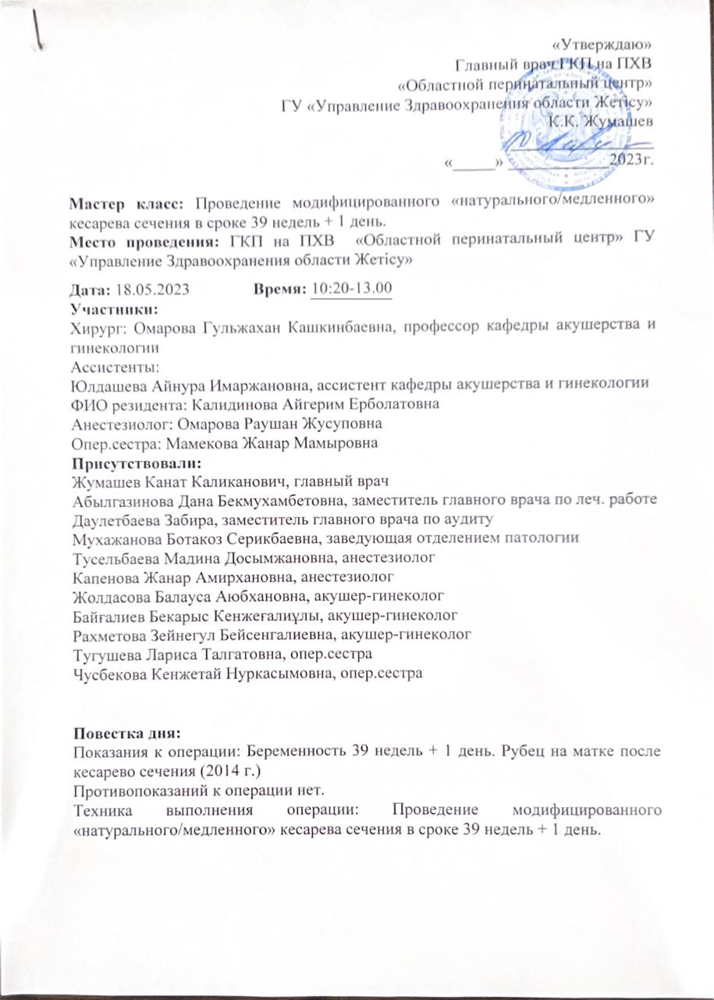 «Утверждаю»
Главный врач ГКП на ПХВ
«Областной перинатальный центр»
ГУ «Управление Здравоохранения области Жетісу»
К.К. Жумашев
«_____» ____________2023г.
Мастер класс: Проведение модифицированного «натурального/медленного»
кесарева сечения в сроке 39 недель + 1 день.
Место проведения: ГКП на ПХВ «Областной перинатальный центр» ГУ
«Управление Здравоохранения области Жетісу»
Дата: 18.05.2023 Время: 10:20-13.00
Участники:
Хирург: Омарова Гульжахан Кашкинбаевна, профессор кафедры акушерства и
гинекологии
Ассистенты:
Юлдашева Айнура Имаржановна, ассистент кафедры акушерства и гинекологии
ФИО резидента: Калидинова Айгерим Ерболатовна
Анестезиолог: Омарова Раушан Жусуповна
Опер.сестра: Мамекова Жанар Мамыровна
Присутствовали:
Жумашев Канат Каликанович, главный врач
Абылгазинова Дана Бекмухамбетовна, заместитель главного врача по леч. работе
Даулетбаева Забира, заместитель главного врача по аудиту
Мухажанова Ботакоз Серикбаевна, заведующая отделением патологии
Тусельбаева Мадина Досымжановна, анестезиолог
Капенова Жанар Амирхановна, анестезиолог
Жолдасова Балауса Аюбхановна, акушер-гинеколог
Байғалиев Бекарыс Кенжеғалиұлы, акушер-гинеколог
Рахметова Зейнегул Бейсенгалиевна, акушер-гинеколог
Тугушева Лариса Талгатовна, опер.сестра
Чусбекова Кенжетай Нуркасымовна, опер.сестра
Повестка дня:
Показания к операции: Беременность 39 недель + 1 день. Рубец на матке после
кесарево сечения (2014 г.)
Противопоказаний к операции нет.
Техника выполнения операции: Проведение модифицированного
«натурального/медленного» кесарева сечения в сроке 39 недель + 1 день.